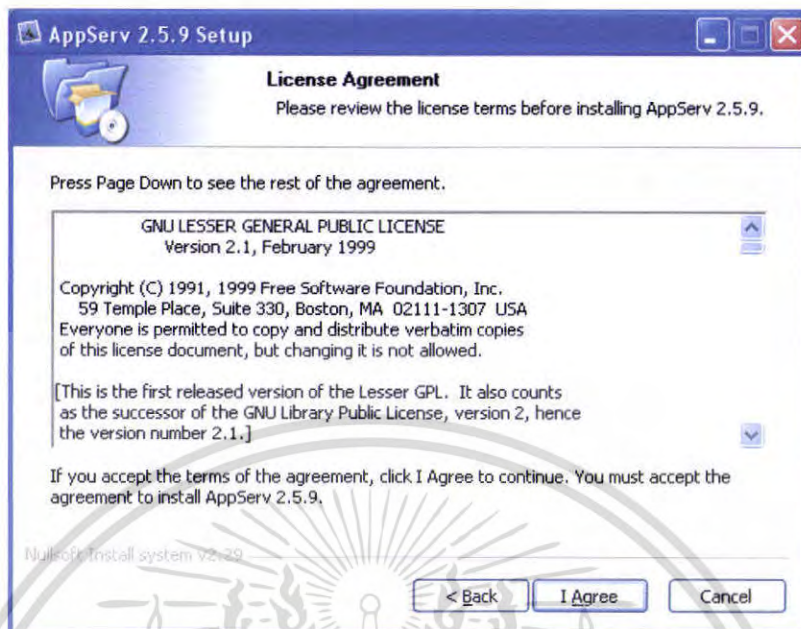 AppServ 2.5.9 Setup
License Agreement
Please review the license terms before installing AppServ 2.5.9.
Press Page Down to see the rest of the agreement.
GNU LESSER GENERAL PUBLIC LICENSE
Version 2.1, February 1999
Copyright (C) 1991, 1999 Free Software Foundation, Inc.
59 Temple Place, Suite 330, Boston, MA 02111-1307 USA
Everyone is permitted to copy and distribute verbatim copies
of this license document, but changing it is not allowed.
[This is the first released version of the Lesser GPL. It also counts
as the successor of the GNU Library Public License, version 2, hence
the version number 2.1.]
If you accept the terms of the agreement, click I Agree to continue. You must accept the
agreement to install AppServ 2.5.9.
Nullsoft Install system v2.29
< Back
I Agree
Cancel